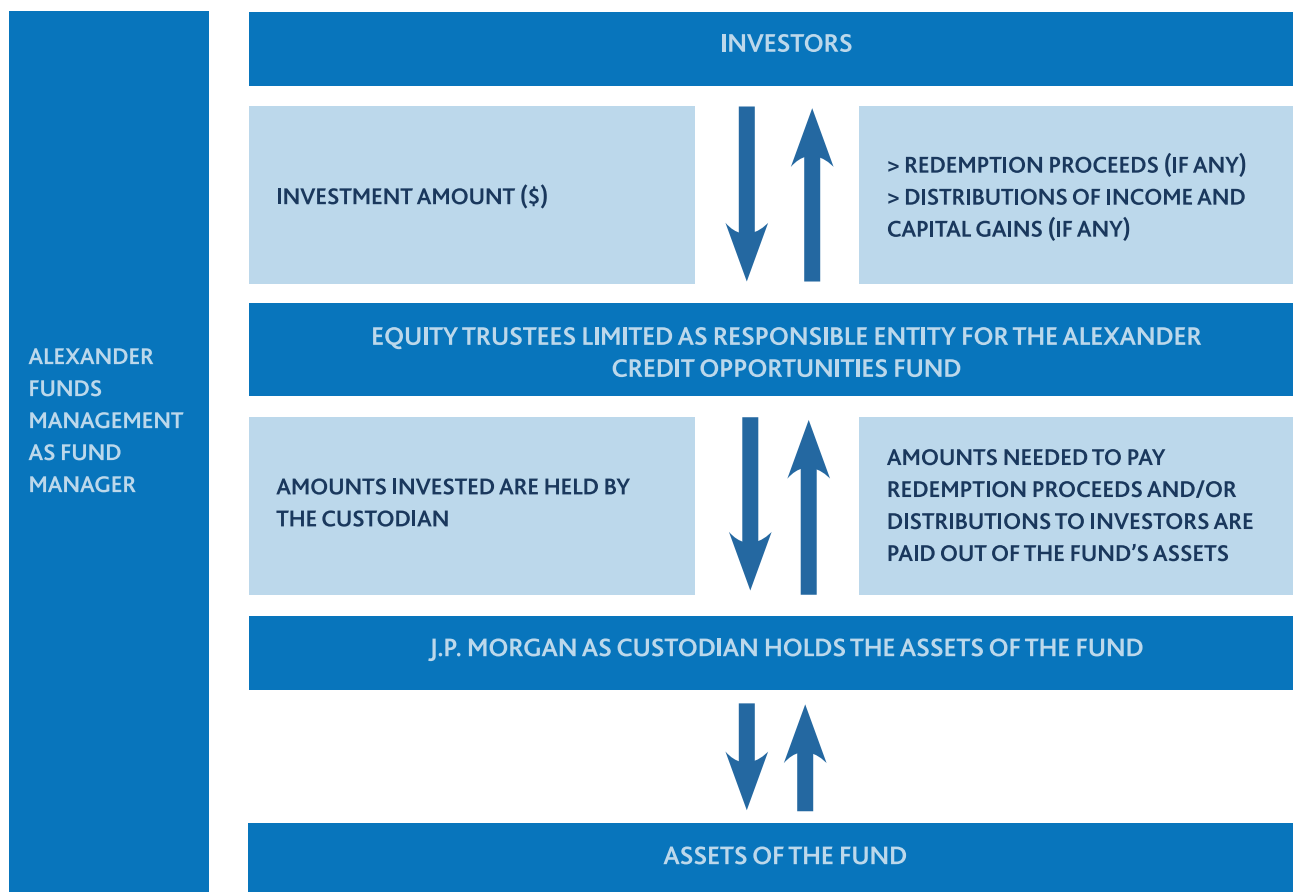 ALEXANDER
FUNDS
MANAGEMENT
AS FUND
MANAGER
INVESTORS
INVESTMENT AMOUNT ($)
> REDEMPTION PROCEEDS (IF ANY)
> DISTRIBUTIONS OF INCOME AND
CAPITAL GAINS (IF ANY)
EQUITY TRUSTEES LIMITED AS RESPONSIBLE ENTITY FOR THE ALEXANDER
CREDIT OPPORTUNITIES FUND
AMOUNTS INVESTED ARE HELD BY
THE CUSTODIAN
AMOUNTS NEEDED TO PAY
REDEMPTION PROCEEDS AND/OR
DISTRIBUTIONS TO INVESTORS ARE
PAID OUT OF THE FUND'S ASSETS
J.P. MORGAN AS CUSTODIAN HOLDS THE ASSETS OF THE FUND
ASSETS OF THE FUND